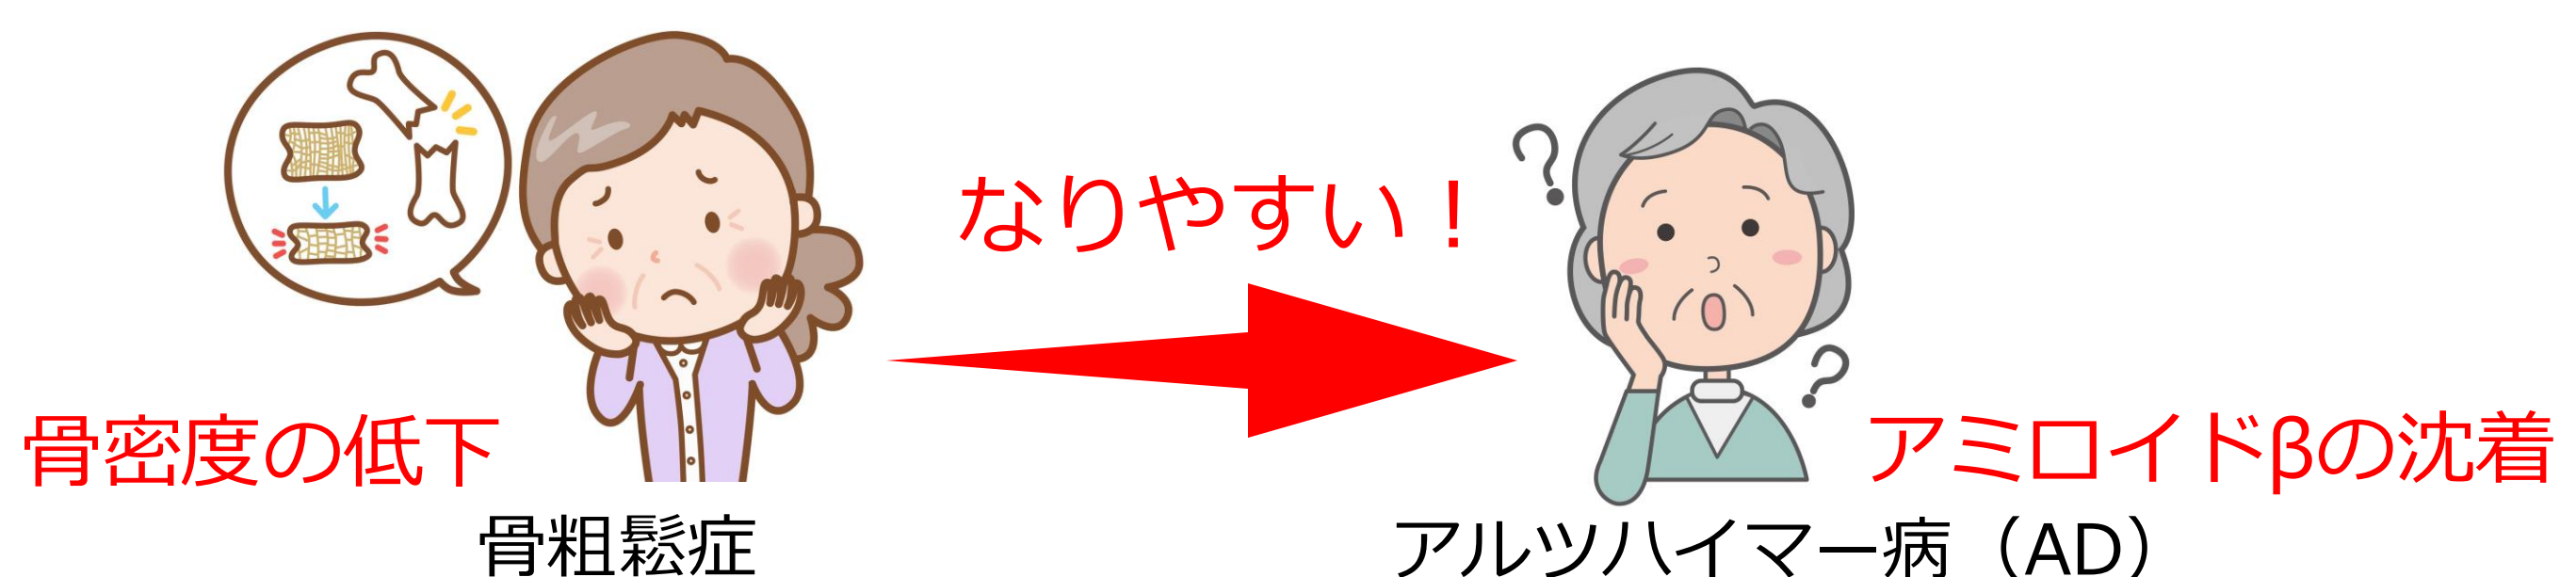 なりやすい！
骨密度の低下
アミロイドβの沈着
骨粗鬆症
アルツハイマー病（AD）